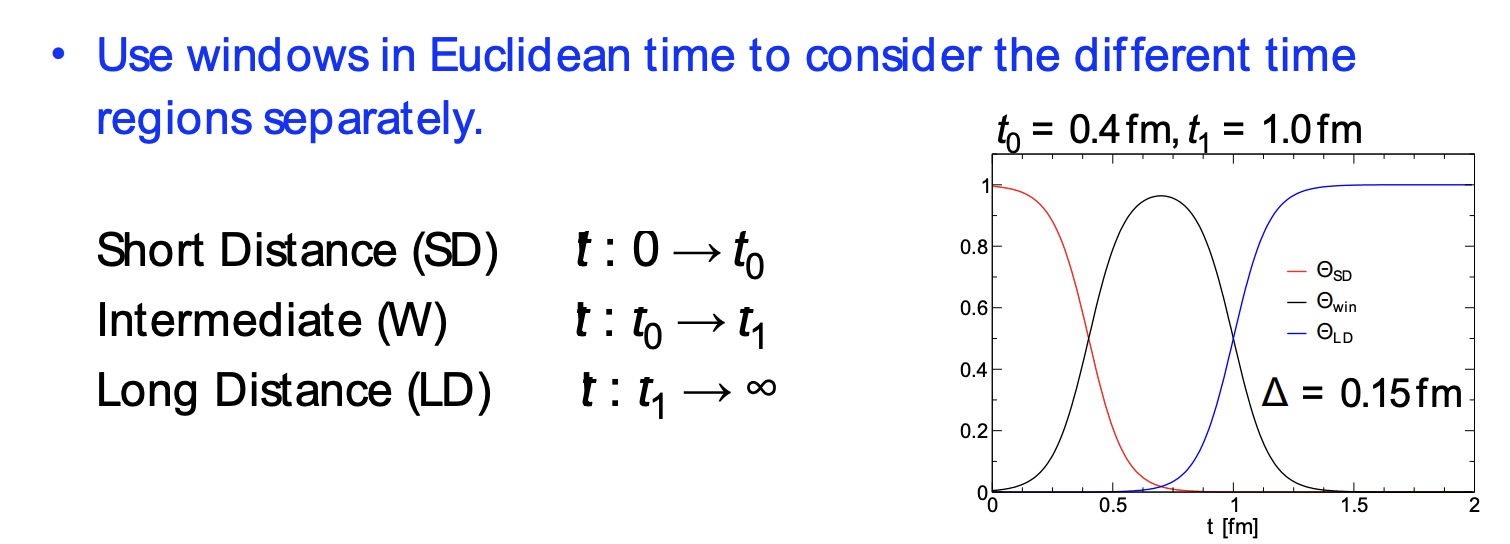 • Use windows in Euclidean time to consider the different time
regions separately.
t₀ = 0.4 fm, t₁ = 1.0 fm
Short Distance (SD) t : 0 → t₀
Intermediate (W) t : t₀ → t₁
Long Distance (LD) t : t₁ → ∞
1
0.8
0.6
0.4
0.2
0
Θ_SD
Θ_win
Θ_LD
Δ = 0.15 fm
0 0.5 1 1.5 2
t [fm]